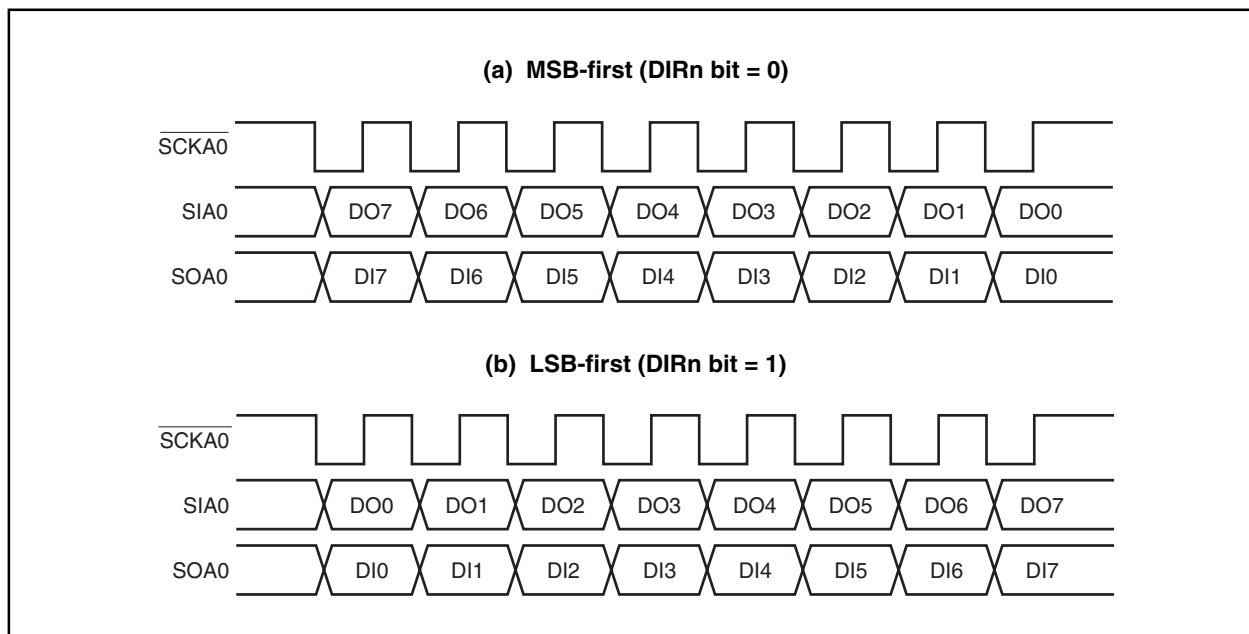 (a) MSB-first (DIRn bit = 0)
SCKA0
SIA0 DO7 DO6 DO5 DO4 DO3 DO2 DO1 DO0
SOA0 DI7 DI6 DI5 DI4 DI3 DI2 DI1 DI0
(b) LSB-first (DIRn bit = 1)
SCKA0
SIA0 DO0 DO1 DO2 DO3 DO4 DO5 DO6 DO7
SOA0 DI0 DI1 DI2 DI3 DI4 DI5 DI6 DI7